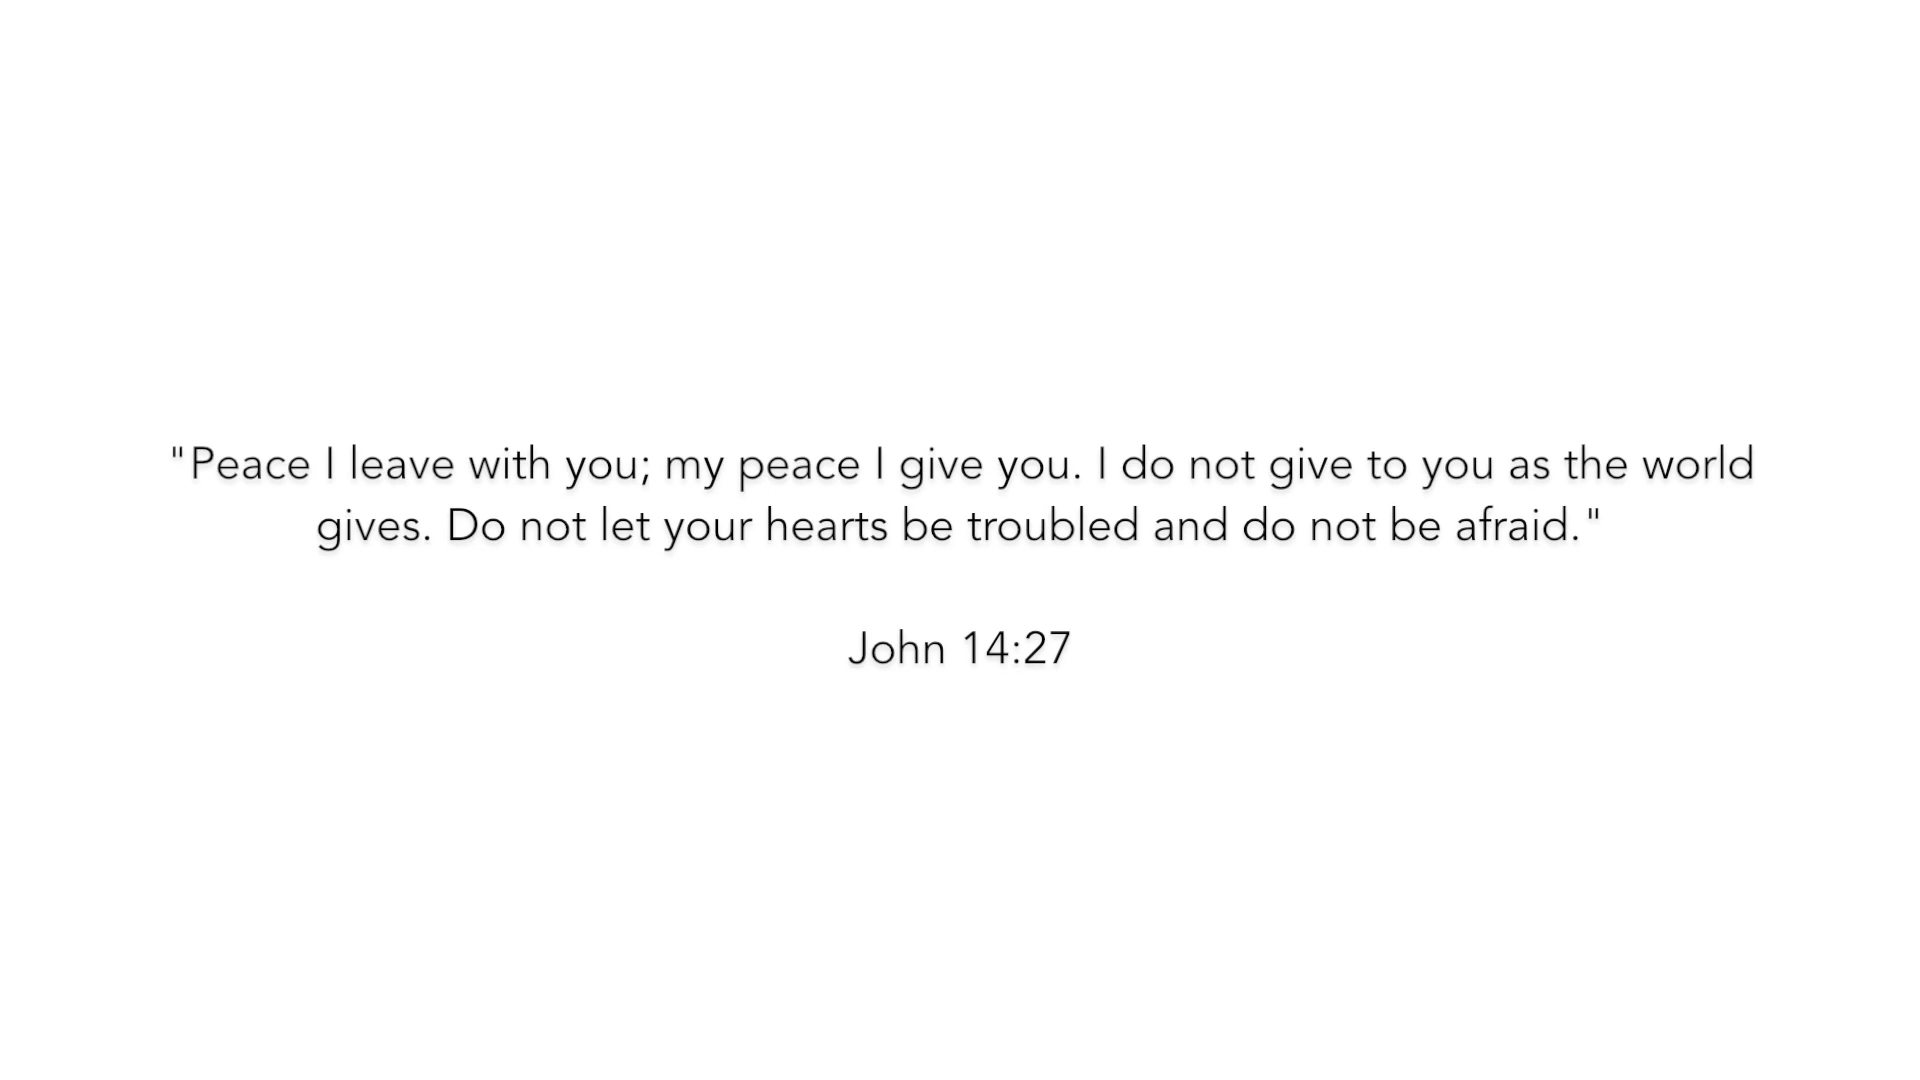 "Peace I leave with you; my peace I give you. I do not give to you as the world
gives. Do not let your hearts be troubled and do not be afraid."
John 14:27